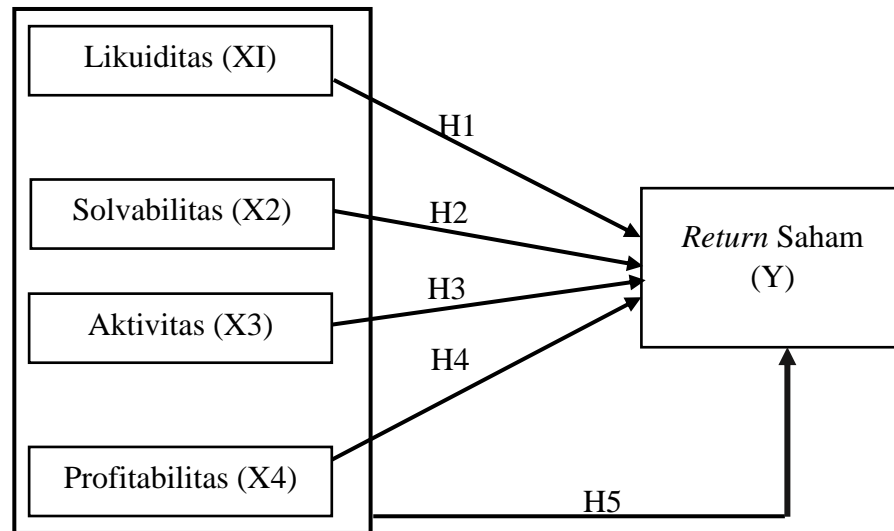 Likuiditas (XI)
H1
Solvabilitas (X2)
H2
Return Saham
(Y)
H3
Aktivitas (X3)
H4
Profitabilitas (X4)
H5